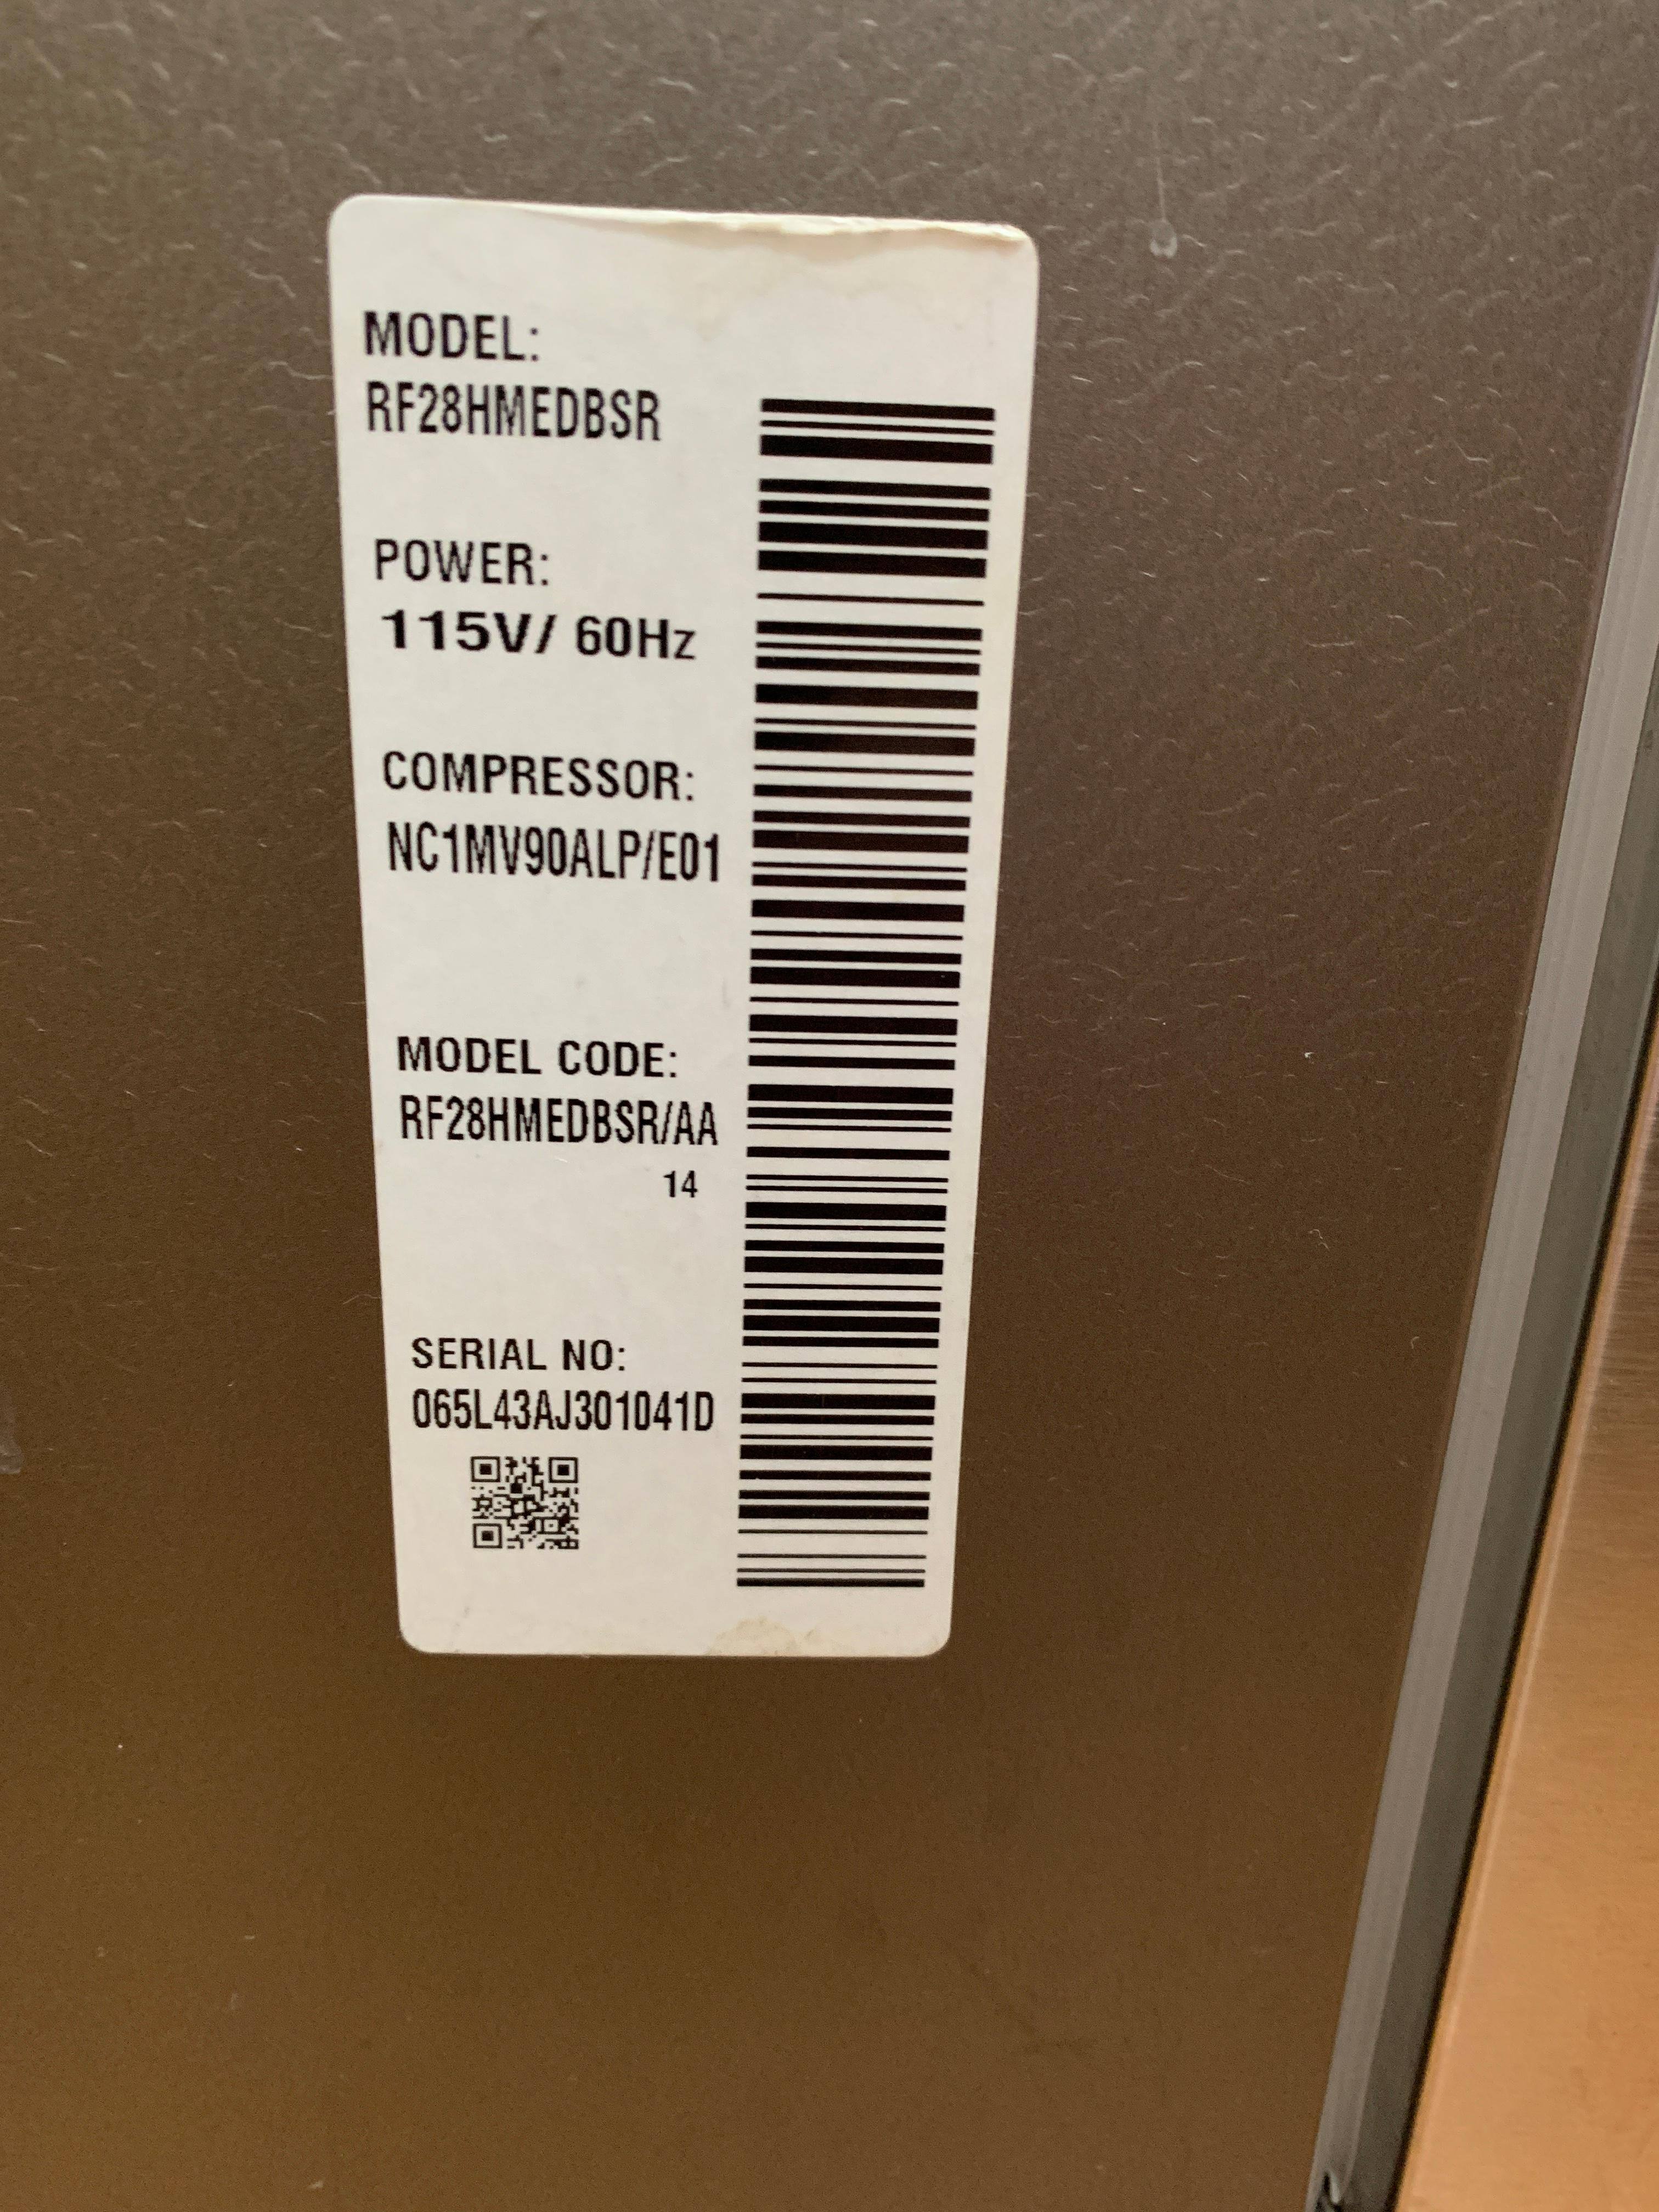 MODEL:
RF28HMEDBSR
POWER:
115V/ 60Hz
COMPRESSOR:
NC1MV90ALP/E01
MODEL CODE:
RF28HMEDBSR/AA
14
SERIAL NO:
065L43AJ301041D